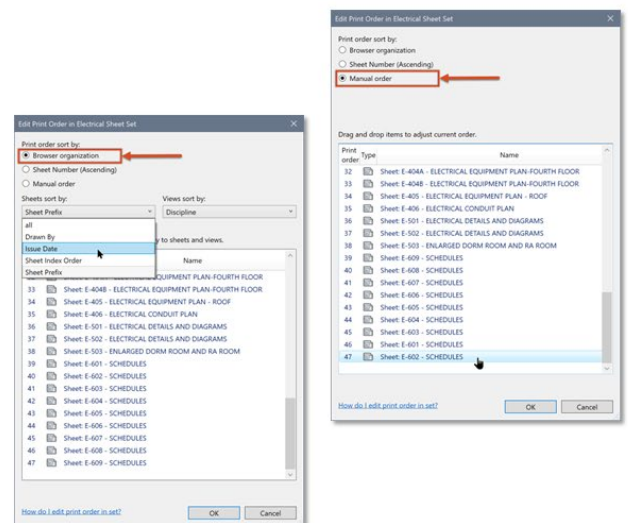 Edit Print Order in Electrical Sheet Set
Print order sort by:
Browser organization
Sheet Number (Ascending)
Manual order
Sheets sort by: Views sort by:
Sheet Prefix Discipline
all
Drawn By
Issue Date
Sheet Index Order
Sheet Prefix
y to sheets and views.
Name
EQUIPMENT PLAN-FOURTH FLOOR
33 Sheet: E-404B - ELECTRICAL EQUIPMENT PLAN-FOURTH FLOOR
34 Sheet: E-405 - ELECTRICAL EQUIPMENT PLAN - ROOF
35 Sheet: E-406 - ELECTRICAL CONDUIT PLAN
36 Sheet: E-501 - ELECTRICAL DETAILS AND DIAGRAMS
37 Sheet: E-502 - ELECTRICAL DETAILS AND DIAGRAMS
38 Sheet: E-503 - ENLARGED DORM ROOM AND RA ROOM
39 Sheet: E-601 - SCHEDULES
40 Sheet: E-602 - SCHEDULES
41 Sheet: E-603 - SCHEDULES
42 Sheet: E-604 - SCHEDULES
43 Sheet: E-605 - SCHEDULES
44 Sheet: E-606 - SCHEDULES
45 Sheet: E-607 - SCHEDULES
46 Sheet: E-608 - SCHEDULES
47 Sheet: E-609 - SCHEDULES
How do I edit print order in set? OK Cancel
Edit Print Order in Electrical Sheet Set
Print order sort by:
Browser organization
Sheet Number (Ascending)
Manual order
Drag and drop items to adjust current order.
Print order Type Name
32 Sheet: E-404A - ELECTRICAL EQUIPMENT PLAN-FOURTH FLOOR
33 Sheet: E-404B - ELECTRICAL EQUIPMENT PLAN-FOURTH FLOOR
34 Sheet: E-405 - ELECTRICAL EQUIPMENT PLAN - ROOF
35 Sheet: E-406 - ELECTRICAL CONDUIT PLAN
36 Sheet: E-501 - ELECTRICAL DETAILS AND DIAGRAMS
37 Sheet: E-502 - ELECTRICAL DETAILS AND DIAGRAMS
38 Sheet: E-503 - ENLARGED DORM ROOM AND RA ROOM
39 Sheet: E-609 - SCHEDULES
40 Sheet: E-608 - SCHEDULES
41 Sheet: E-607 - SCHEDULES
42 Sheet: E-606 - SCHEDULES
43 Sheet: E-605 - SCHEDULES
44 Sheet: E-604 - SCHEDULES
45 Sheet: E-603 - SCHEDULES
46 Sheet: E-601 - SCHEDULES
47 Sheet: E-602 - SCHEDULES
How do I edit print order in set? OK Cancel